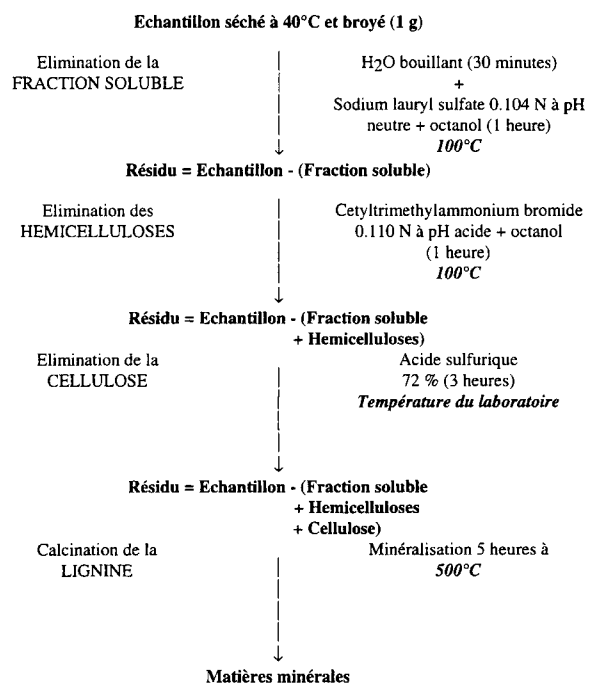 Echantillon séché à 40°C et broyé (1 g)
Elimination de la
FRACTION SOLUBLE
H2O bouillant (30 minutes)
+
Sodium lauryl sulfate 0.104 N à pH
neutre + octanol (1 heure)
100°C
Résidu = Echantillon - (Fraction soluble)
Elimination des
HEMICELLULOSES
Cetyltrimethylammonium bromide
0.110 N à pH acide + octanol
(1 heure)
100°C
Résidu = Echantillon - (Fraction soluble
+ Hemicelluloses)
Elimination de la
CELLULOSE
Acide sulfurique
72 % (3 heures)
Température du laboratoire
Résidu = Echantillon - (Fraction soluble
+ Hemicelluloses
+ Cellulose)
Calcination de la
LIGNINE
Minéralisation 5 heures à
500°C
Matières minérales